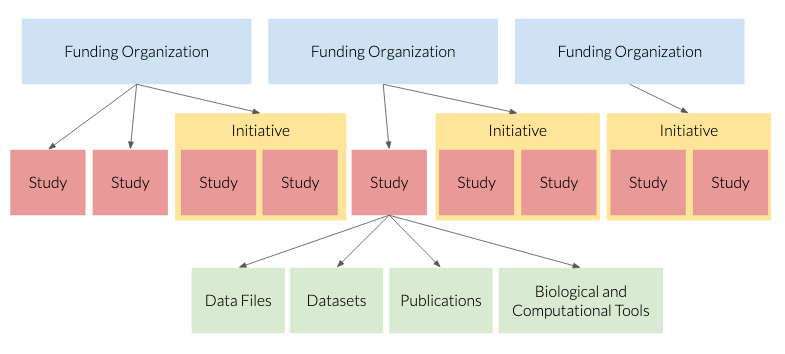 Funding Organization
Funding Organization
Funding Organization
Initiative
Initiative
Initiative
Study
Study
Study
Study
Study
Study
Study
Study
Study
Data Files
Datasets
Publications
Biological and
Computational Tools